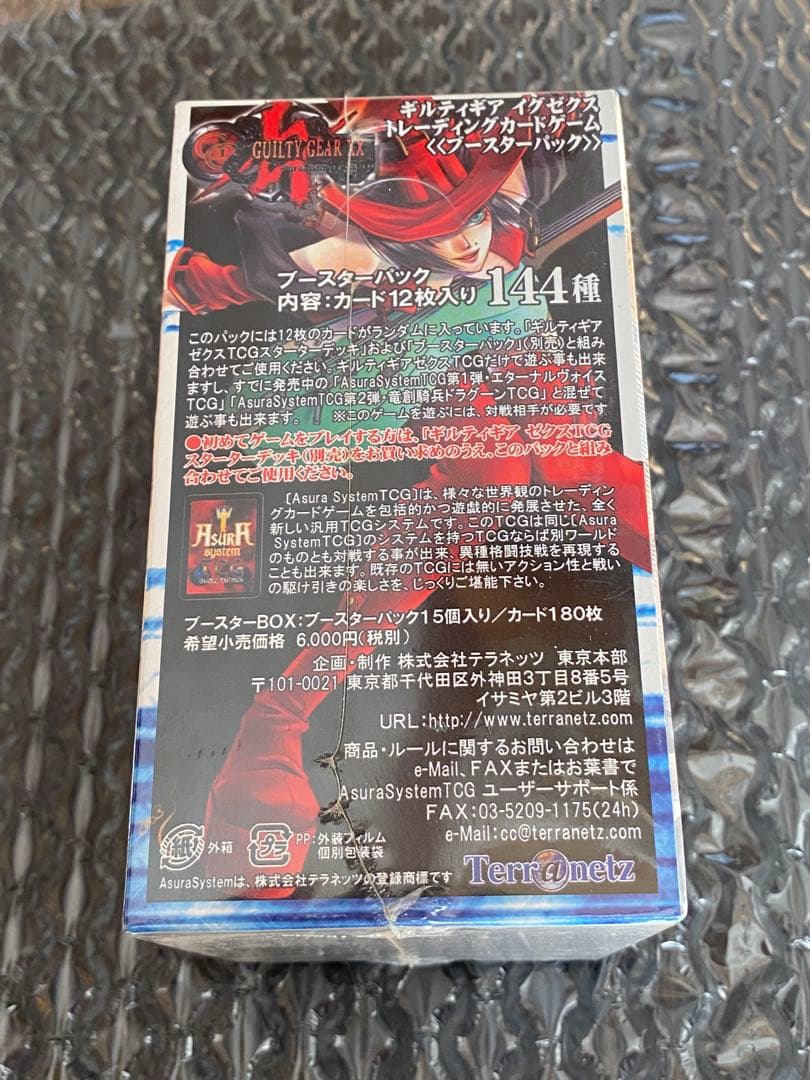 GUILTY GEAR XX
ギルティギア イグゼクス
トレーディングカードゲーム
《ブースターパック》
ブースターパック
内容:カード12枚入り 144種
このパックには12枚のカードがランダムに入っています。「ギルティギア
ゼクスTCGスターターデッキ」および「ブースターパック」(別売)と組み
合わせてご使用ください。ギルティギアゼクスTCGだけで遊ぶ事も出来
ますし、すでに発売中の「AsuraSystemTCG第1弾・エターナルヴォイス
TCG」「AsuraSystemTCG第2弾・竜創騎兵ドラグーンTCG」と混ぜて
遊ぶ事も出来ます。 ※このゲームを遊ぶには、対戦相手が必要です
●初めてゲームをプレイする方は、「ギルティギア ゼクスTCG
スターターデッキ(別売)をお買い求めのうえ、このパックと組み
合わせてご使用ください。
ASURA
system
TCG
〔Asura SystemTCG〕は、様々な世界観のトレーディン
グカードゲームを包括的かつ遊戯的に発展させた、全く
新しい汎用TCGシステムです。このTCGは同じ〔Asura
SystemTCG〕のシステムを持つTCGならば別ワールド
のものとも対戦する事が出来、異種格闘技戦を再現する
ことも出来ます。既存のTCGには無いアクション性と戦い
の駆け引きの楽しさを、じっくりご堪能下さい。
ブースターBOX:ブースターパック15個入り/カード180枚
希望小売価格 6,000円(税別)
企画・制作 株式会社テラネッツ 東京本部
〒101-0021 東京都千代田区外神田3丁目8番5号
イサミヤ第2ビル3階
URL:http://www.terranetz.com
商品・ルールに関するお問い合わせは
e-Mail、FAXまたはお葉書で
AsuraSystemTCG ユーザーサポート係
FAX:03-5209-1175(24h)
e-Mail:cc@terranetz.com
紙 外箱 プラ PP:外装フィルム
個別包装袋
AsuraSystemは、株式会社テラネッツの登録商標です
Terr@netz